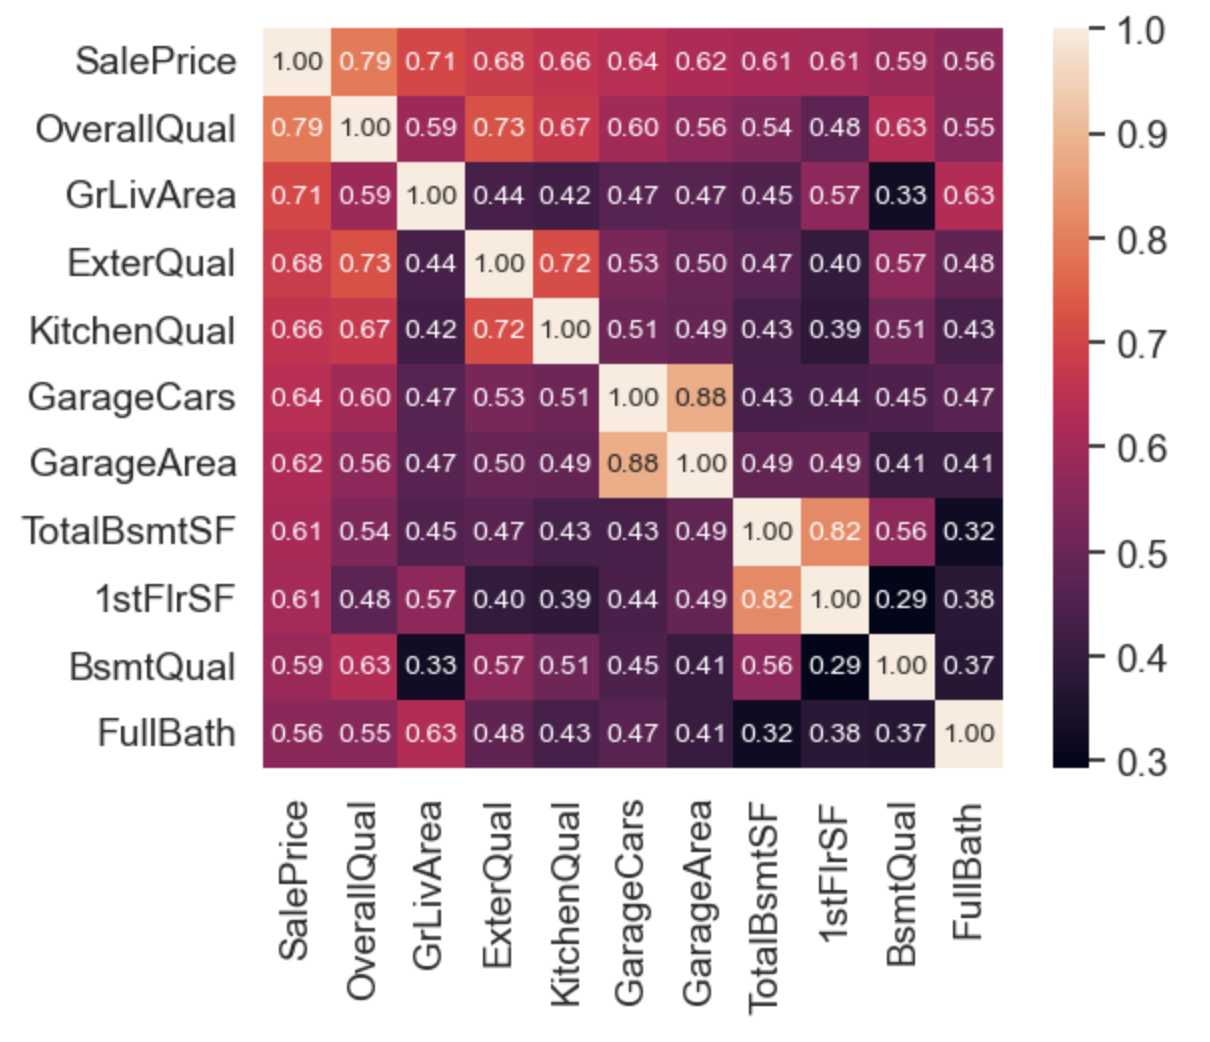 SalePrice 1.00 0.79 0.71 0.68 0.66 0.64 0.62 0.61 0.61 0.59 0.56
OverallQual 0.79 1.00 0.59 0.73 0.67 0.60 0.56 0.54 0.48 0.63 0.55
GrLivArea 0.71 0.59 1.00 0.44 0.42 0.47 0.47 0.45 0.57 0.33 0.63
ExterQual 0.68 0.73 0.44 1.00 0.72 0.53 0.50 0.47 0.40 0.57 0.48
KitchenQual 0.66 0.67 0.42 0.72 1.00 0.51 0.49 0.43 0.39 0.51 0.43
GarageCars 0.64 0.60 0.47 0.53 0.51 1.00 0.88 0.43 0.44 0.45 0.47
GarageArea 0.62 0.56 0.47 0.50 0.49 0.88 1.00 0.49 0.49 0.41 0.41
TotalBsmtSF 0.61 0.54 0.45 0.47 0.43 0.43 0.49 1.00 0.82 0.56 0.32
1stFlrSF 0.61 0.48 0.57 0.40 0.39 0.44 0.49 0.82 1.00 0.29 0.38
BsmtQual 0.59 0.63 0.33 0.57 0.51 0.45 0.41 0.56 0.29 1.00 0.37
FullBath 0.56 0.55 0.63 0.48 0.43 0.47 0.41 0.32 0.38 0.37 1.00
SalePrice
OverallQual
GrLivArea
ExterQual
KitchenQual
GarageCars
GarageArea
TotalBsmtSF
1stFlrSF
BsmtQual
FullBath
1.0
0.9
0.8
0.7
0.6
0.5
0.4
0.3